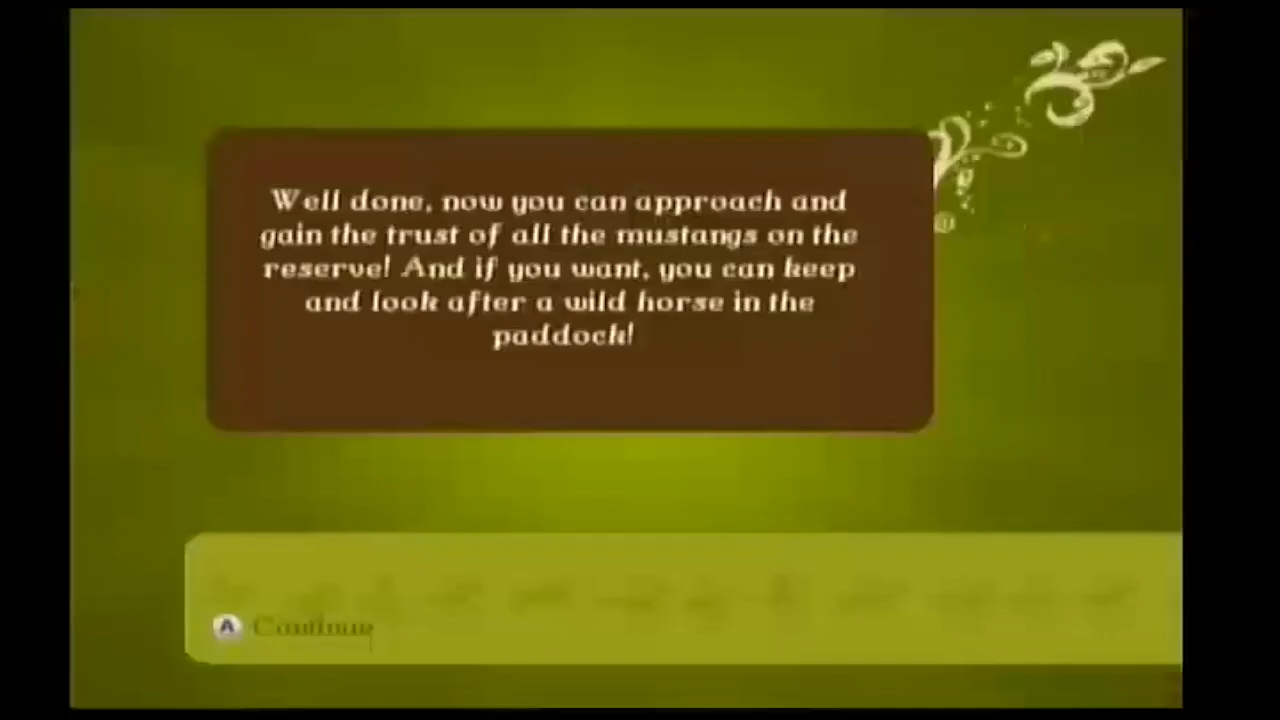 Well done, now you can approach and
gain the trust of all the mustangs on the
reserve! And if you want, you can keep
and look after a wild horse in the
paddock!
A Continue